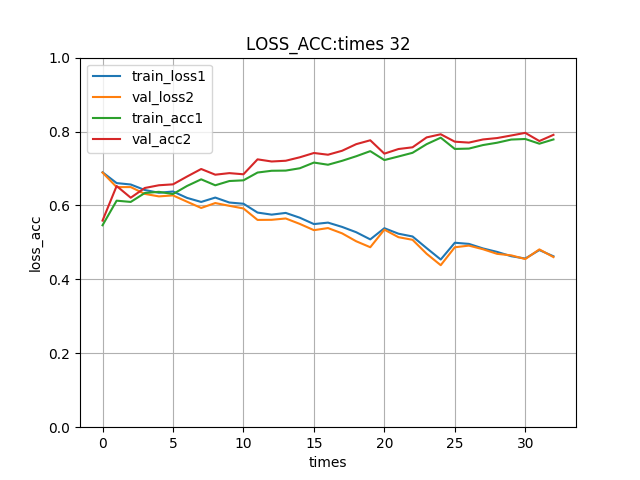 LOSS_ACC:times 32
1.0
0.8
0.6
0.4
0.2
0.0
loss_acc
train_loss1
val_loss2
train_acc1
val_acc2
0 5 10 15 20 25 30
times